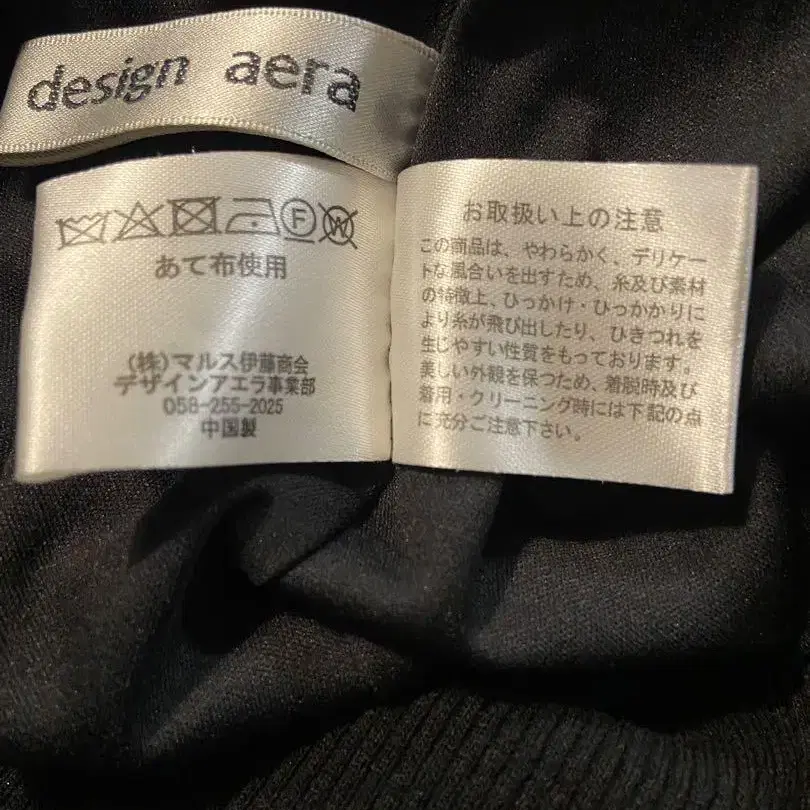 design aera
F W
あて布使用
(株)マルス伊藤商会
デザインアエラ事業部
058-255-2025
中国製
お取扱い上の注意
この商品は、やわらかく、デリケー
トな風合いを出すため、糸及び素材
の特徴上、ひっかけ・ひっかかりに
より糸が飛び出したり、ひきつれを
生じやすい性質をもっております。
美しい外観を保つため、着脱時及び
着用・クリーニング時には下記の点
に充分ご注意下さい。